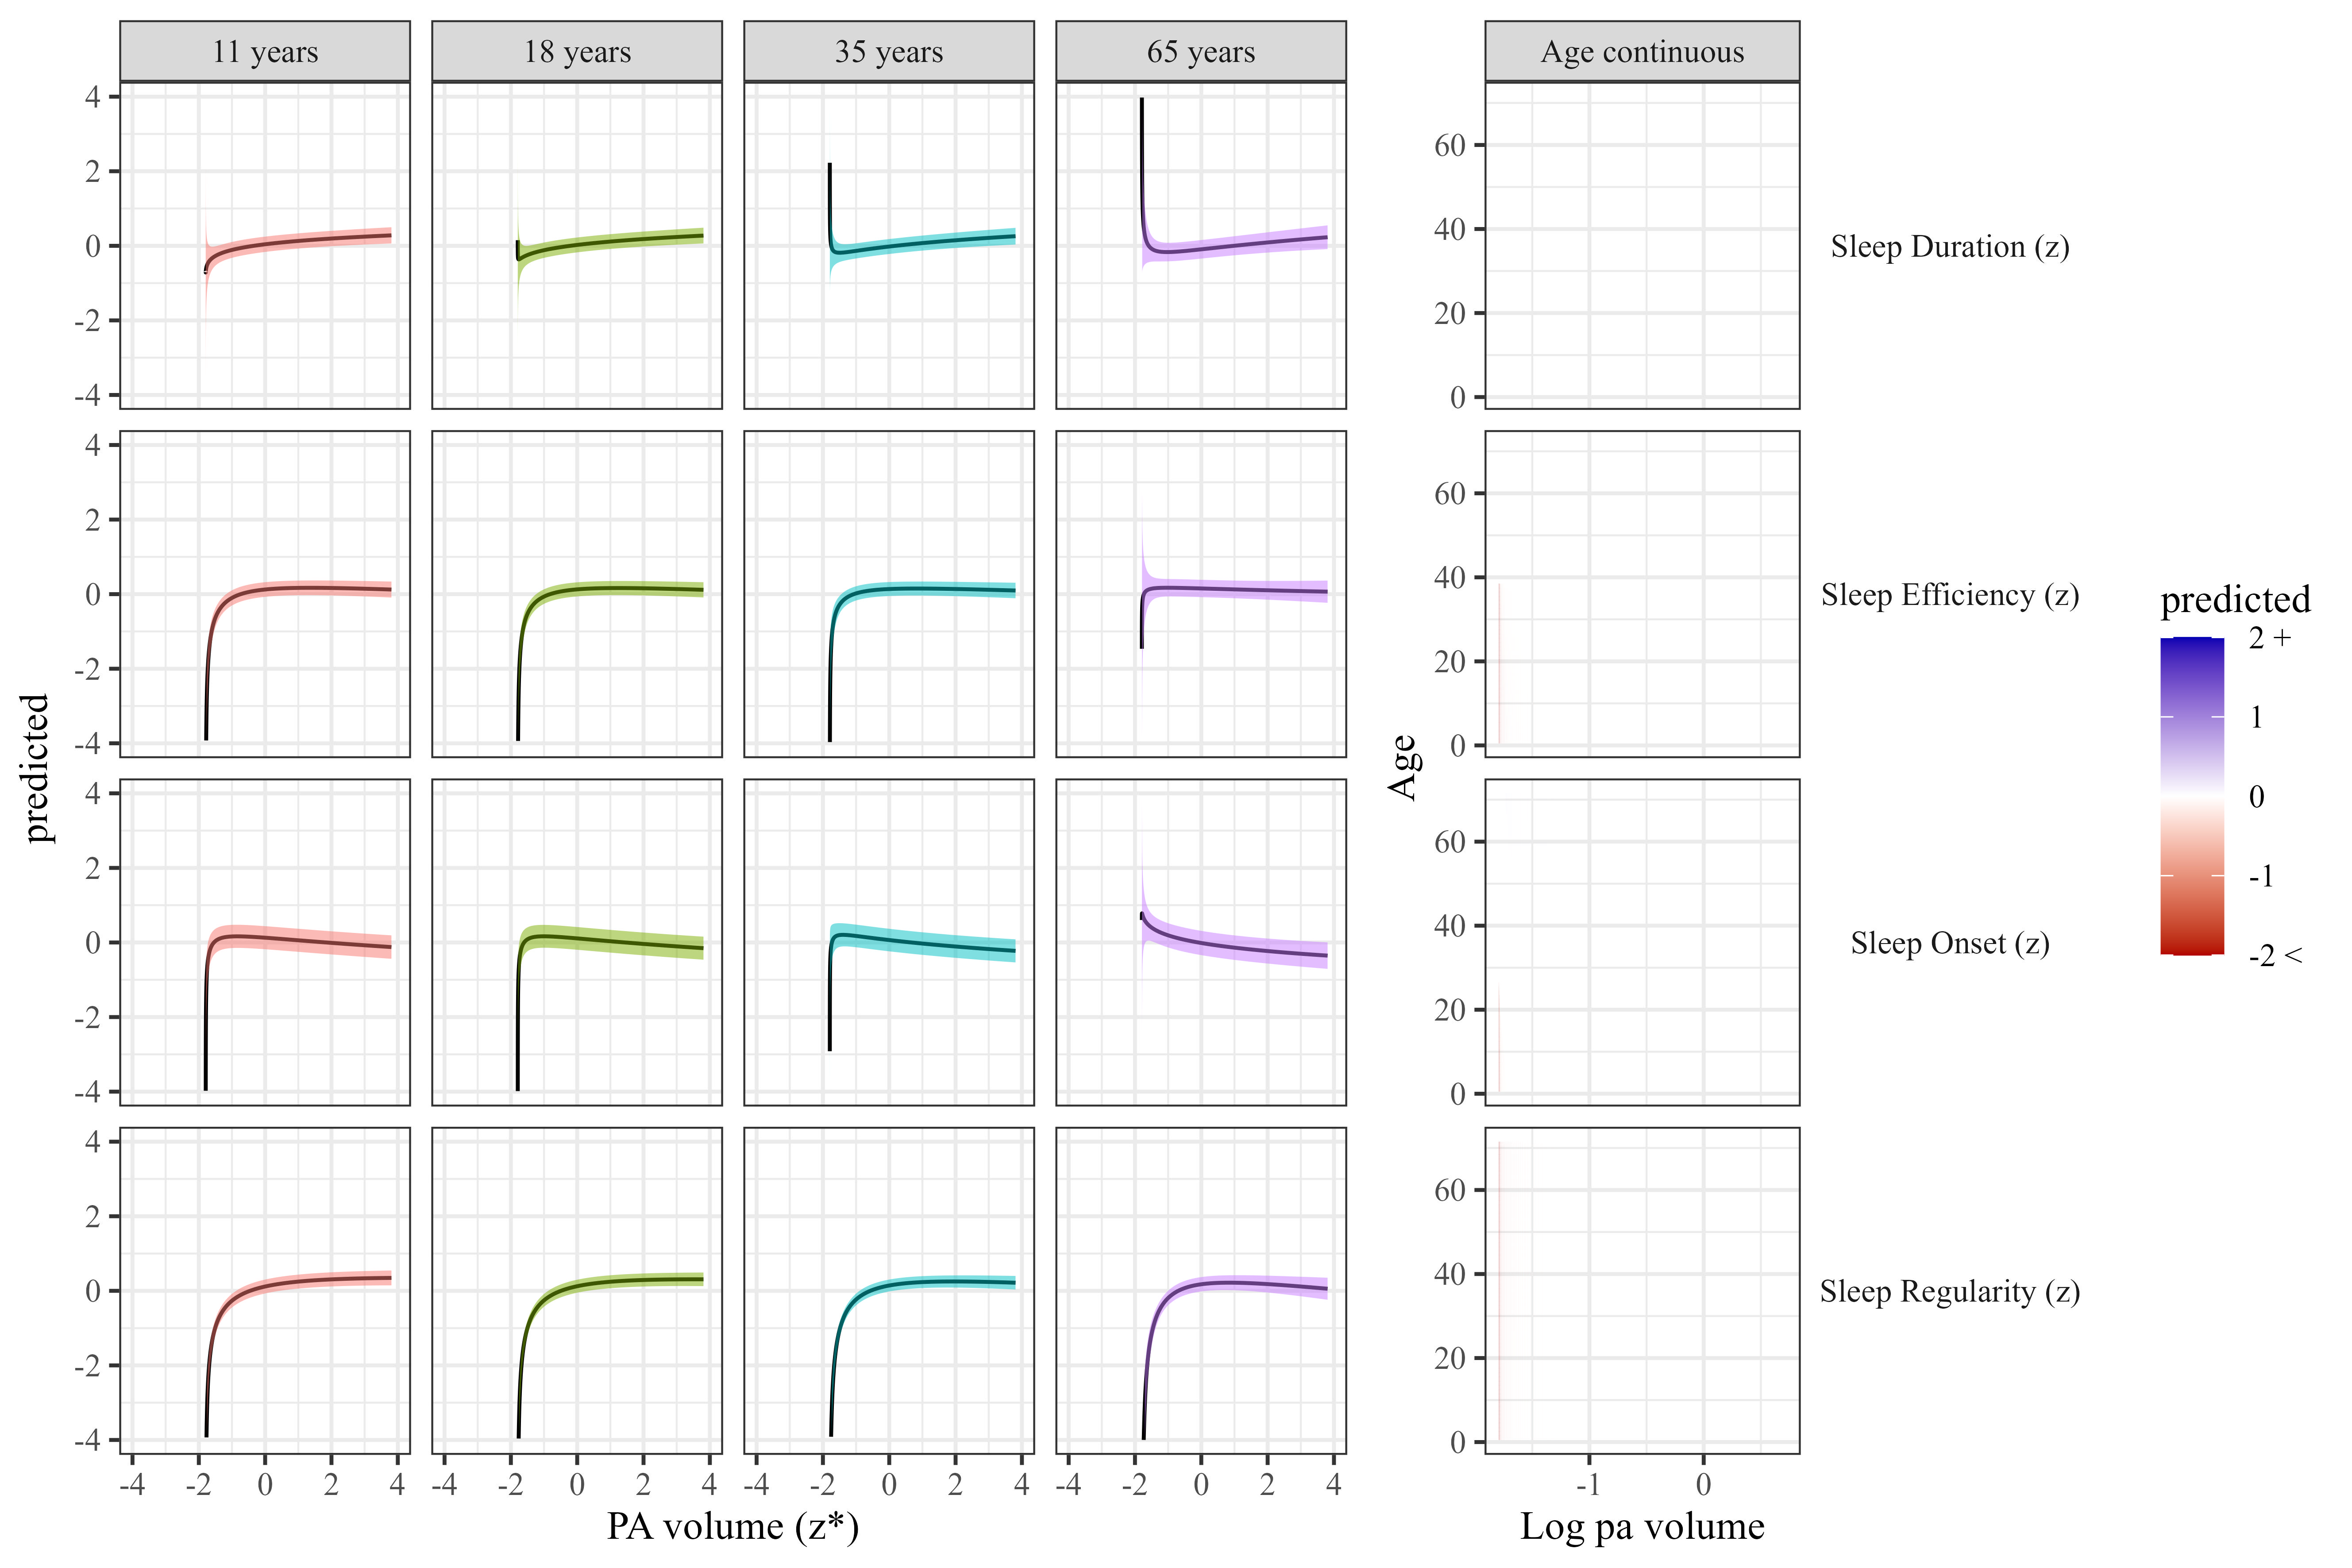 11 years
18 years
35 years
65 years
Age continuous
4
2
0
-2
-4
60
40
20
0
Sleep Duration (z)
4
2
0
-2
-4
60
40
20
0
Sleep Efficiency (z)
4
2
0
-2
-4
60
40
20
0
Sleep Onset (z)
4
2
0
-2
-4
60
40
20
0
Sleep Regularity (z)
predicted
Age
-4 -2 0 2 4
-4 -2 0 2 4
-4 -2 0 2 4
-4 -2 0 2 4
-1 0
PA volume (z*)
Log pa volume
predicted
2 +
1
0
-1
-2 <